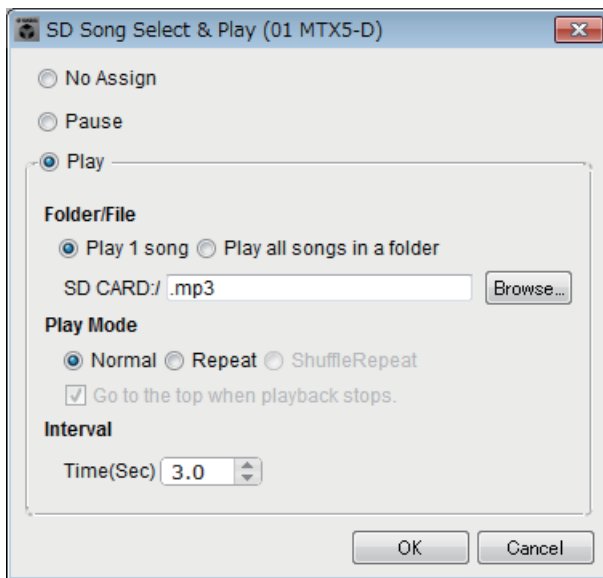 SD Song Select & Play (01 MTX5-D)
No Assign
Pause
Play
Folder/File
Play 1 song Play all songs in a folder
SD CARD:/ .mp3 Browse...
Play Mode
Normal Repeat ShuffleRepeat
Go to the top when playback stops.
Interval
Time(Sec) 3.0
OK Cancel